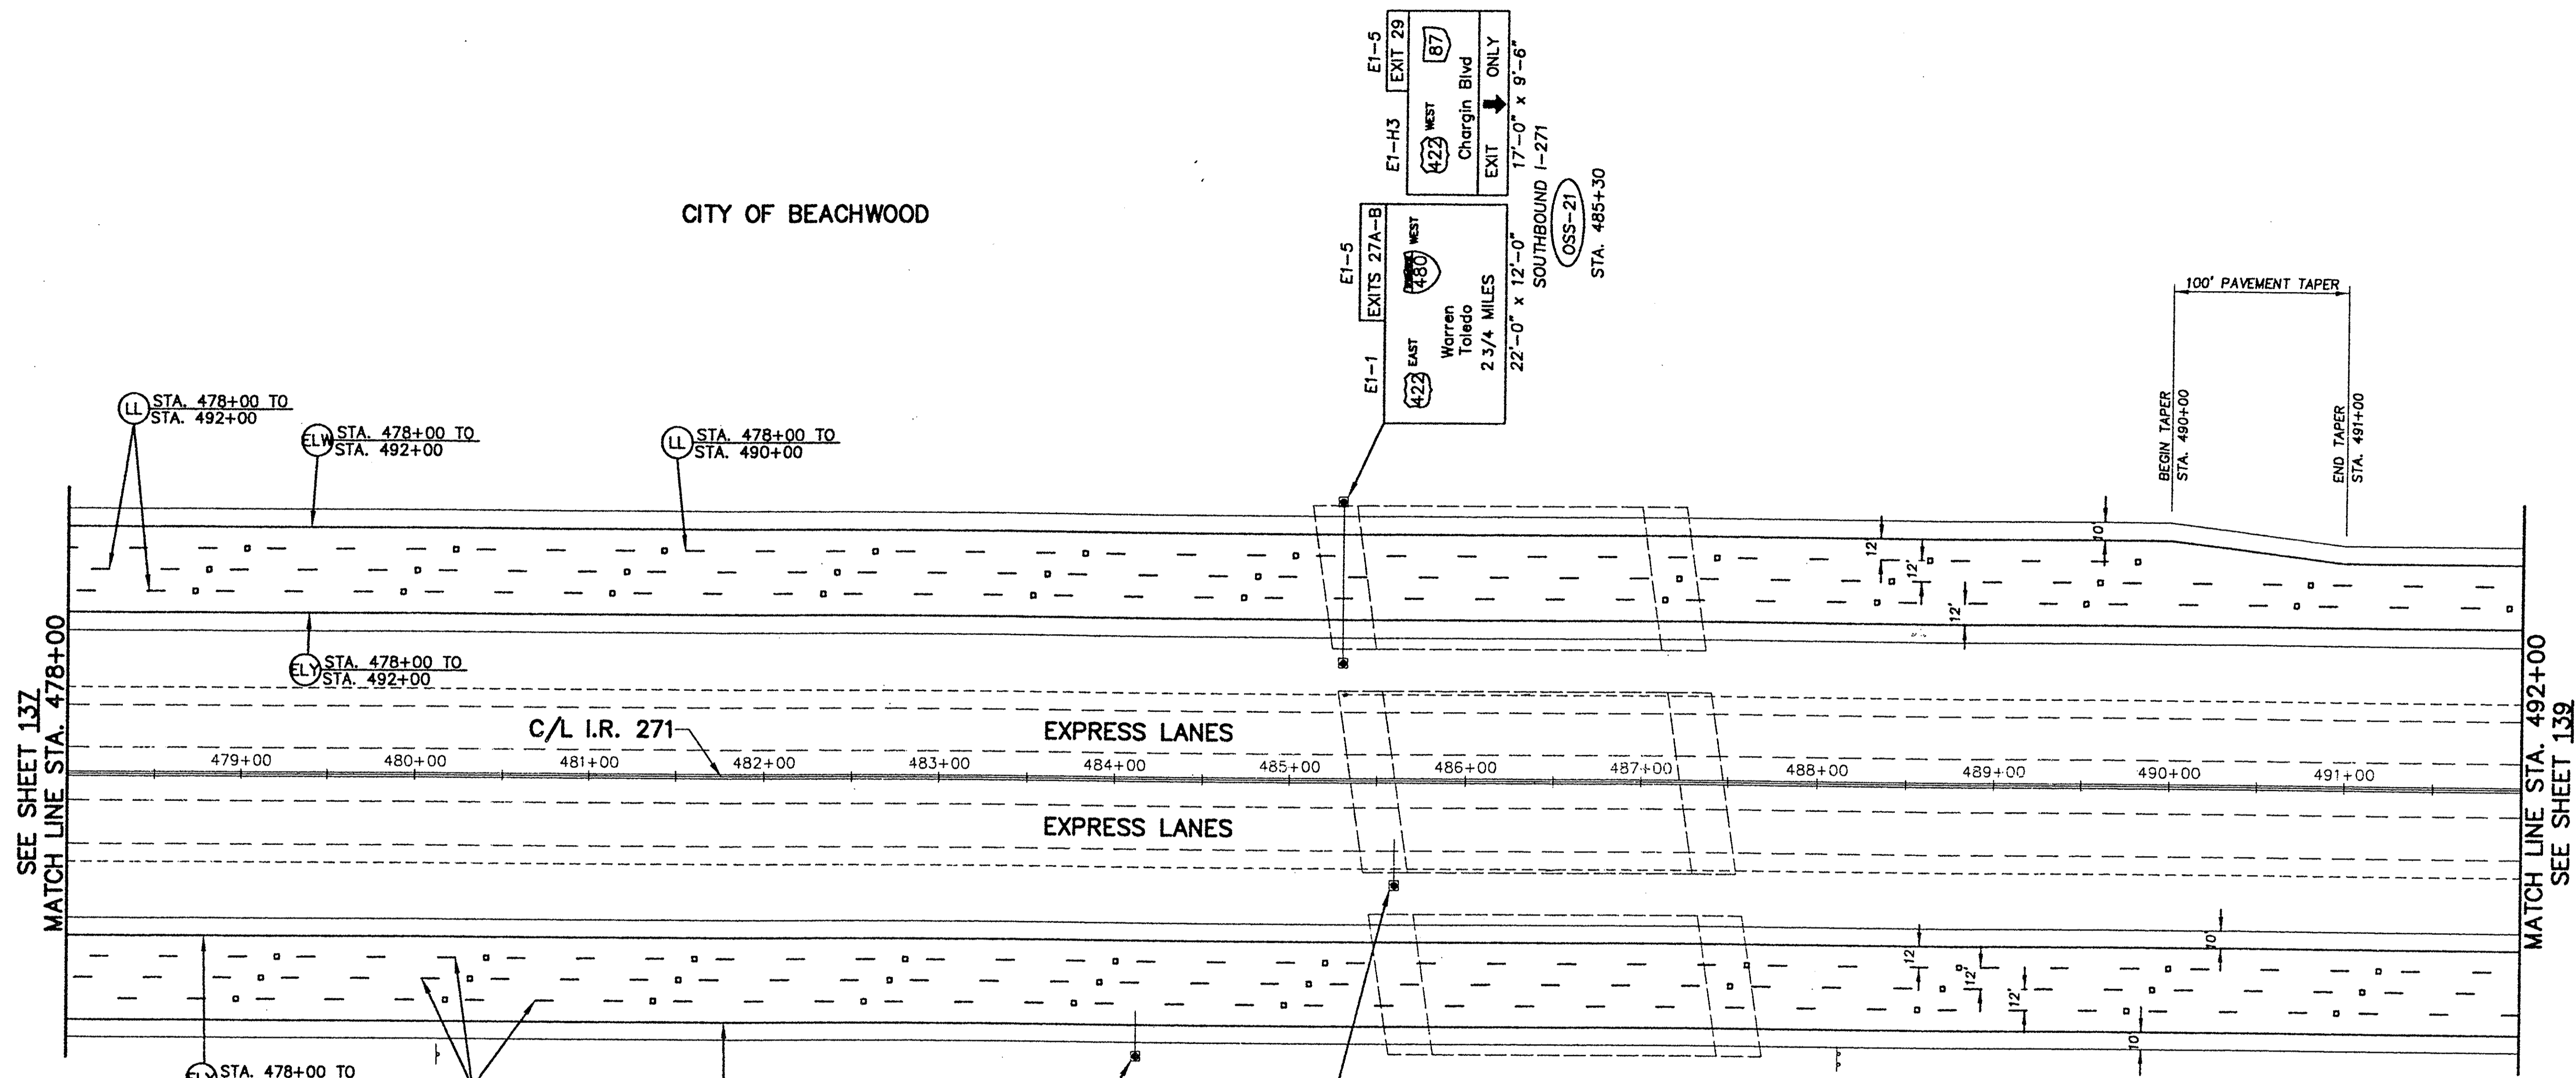 CITY OF BEACHWOOD
E1-5
EXIT 29
E1-H3
422 WEST 87
Chargin Blvd
EXIT ONLY
17'-0" x 9'-6"
E1-5
EXITS 27A-B
E1-1
422 EAST 480 WEST
Warren
Toledo
2 3/4 MILES
22'-0" x 12'-0"
SOUTHBOUND I-271
OSS-21
STA. 485+30
100' PAVEMENT TAPER
BEGIN TAPER
STA. 490+00
END TAPER
STA. 491+00
LL STA. 478+00 TO
STA. 492+00
ELW STA. 478+00 TO
STA. 492+00
LL STA. 478+00 TO
STA. 490+00
12'
12'
12'
10'
ELY STA. 478+00 TO
STA. 492+00
SEE SHEET 137
MATCH LINE STA. 478+00
C/L I.R. 271
EXPRESS LANES
479+00 480+00 481+00 482+00 483+00 484+00 485+00 486+00 487+00 488+00 489+00 490+00 491+00
EXPRESS LANES
MATCH LINE STA. 492+00
SEE SHEET 139
12'
12'
12'
10'
10'
ELY STA. 478+00 TO